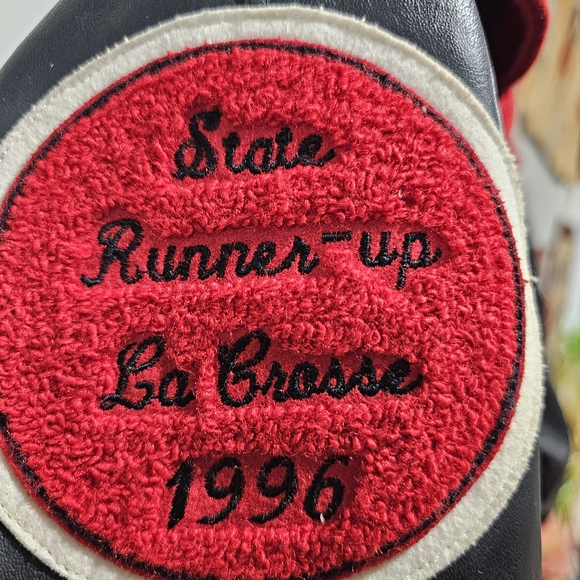 State
Runner-up
La Crosse
1996